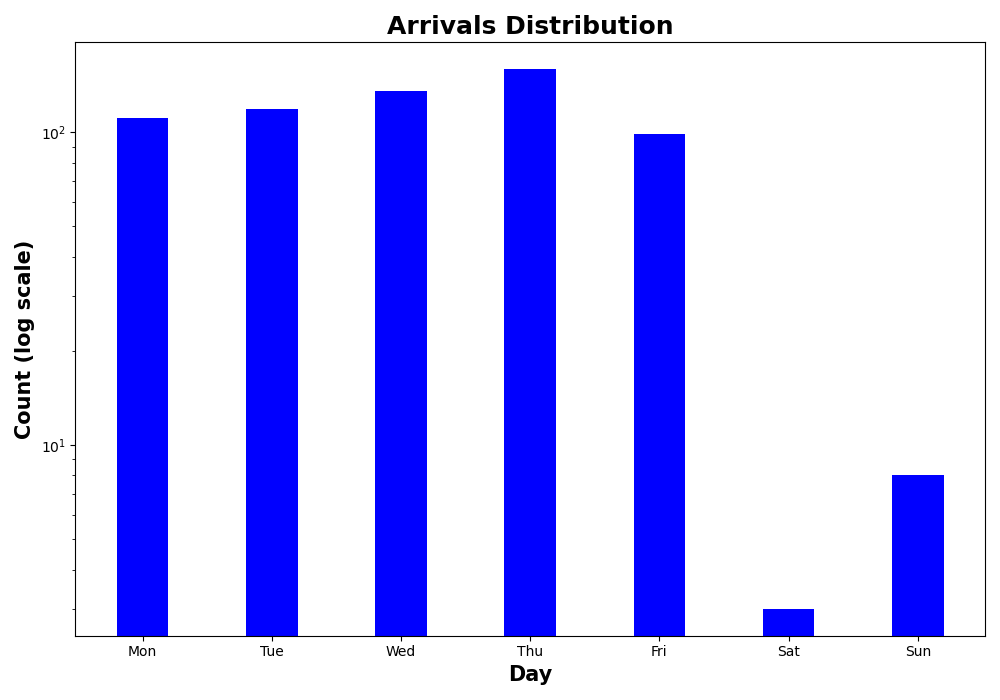 Arrivals Distribution
10²
10¹
Count (log scale)
Mon Tue Wed Thu Fri Sat Sun
Day